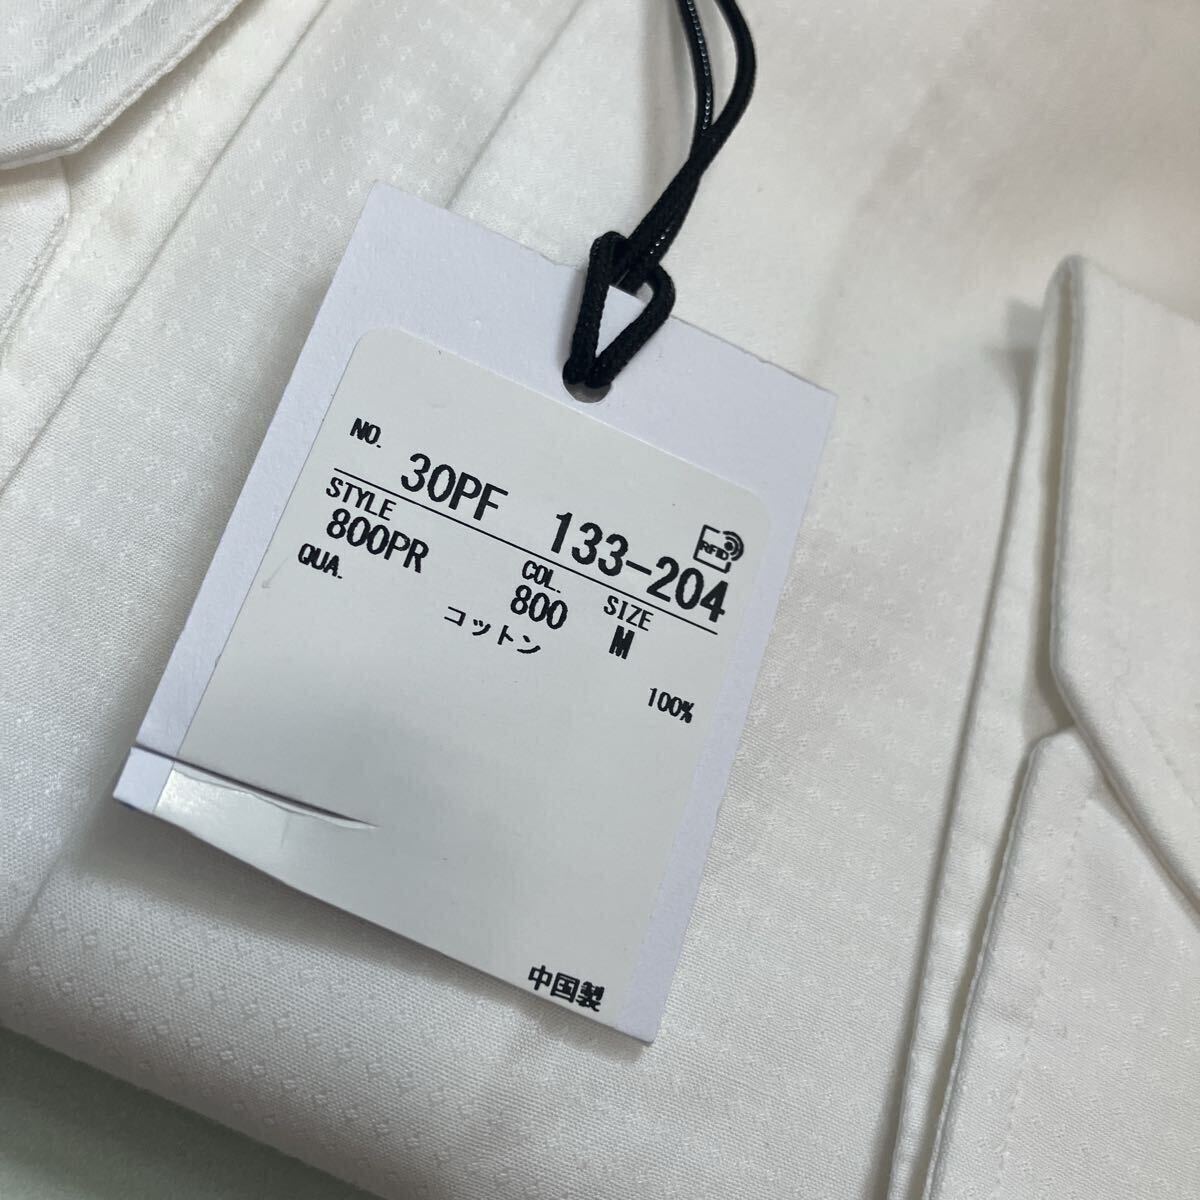 NO. 30PF 133-204
RFID
STYLE COL. SIZE
800PR 800 M
QUA. コットン 100%
中国製